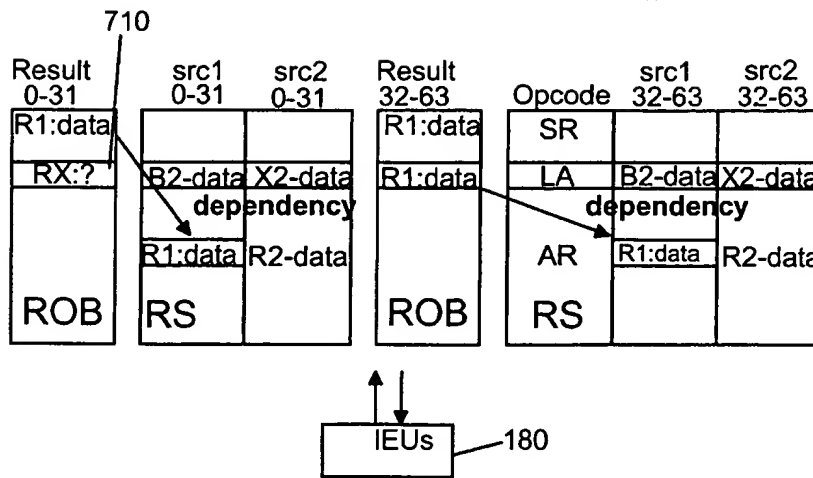 710
Result src1 src2 Result src1 src2
0-31 0-31 0-31 32-63 Opcode 32-63 32-63
R1:data R1:data SR
RX:? B2-data X2-data R1:data LA B2-data X2-data
dependency dependency
R1:data R2-data AR R1:data R2-data
ROB RS ROB RS
IEUs 180